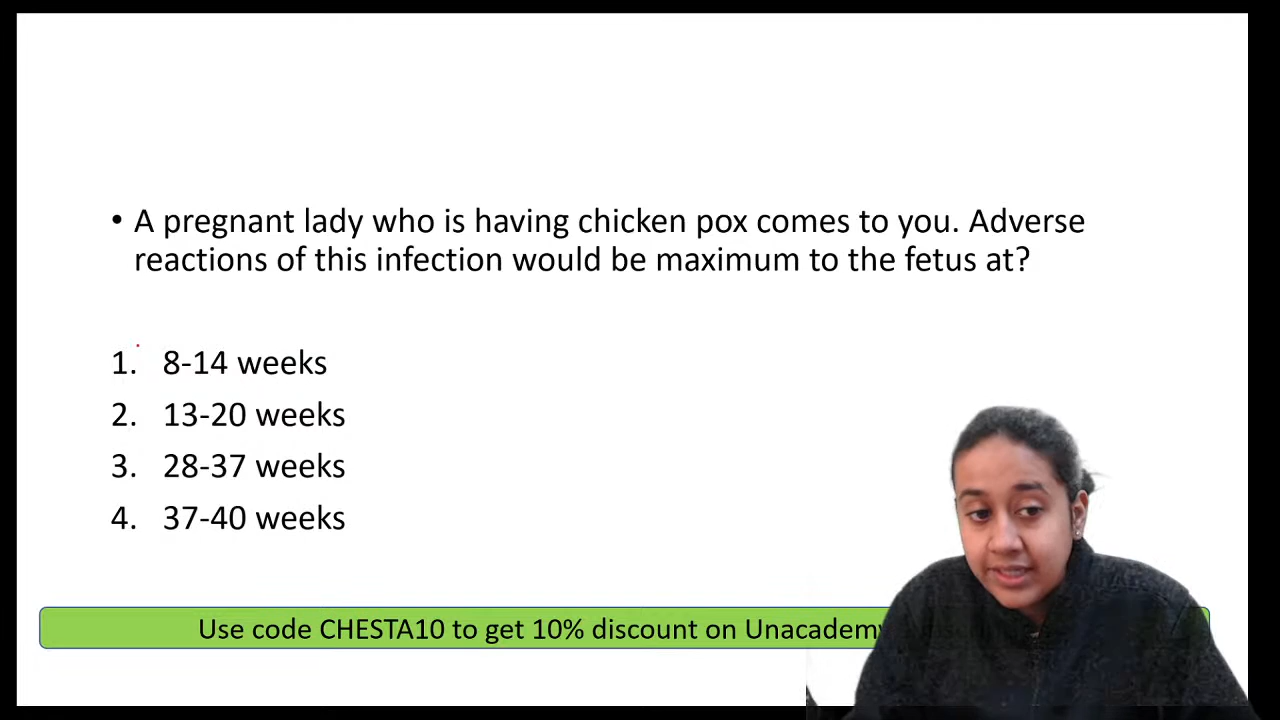 • A pregnant lady who is having chicken pox comes to you. Adverse
reactions of this infection would be maximum to the fetus at?
1. 8-14 weeks
2. 13-20 weeks
3. 28-37 weeks
4. 37-40 weeks
Use code CHESTA10 to get 10% discount on Unacademy